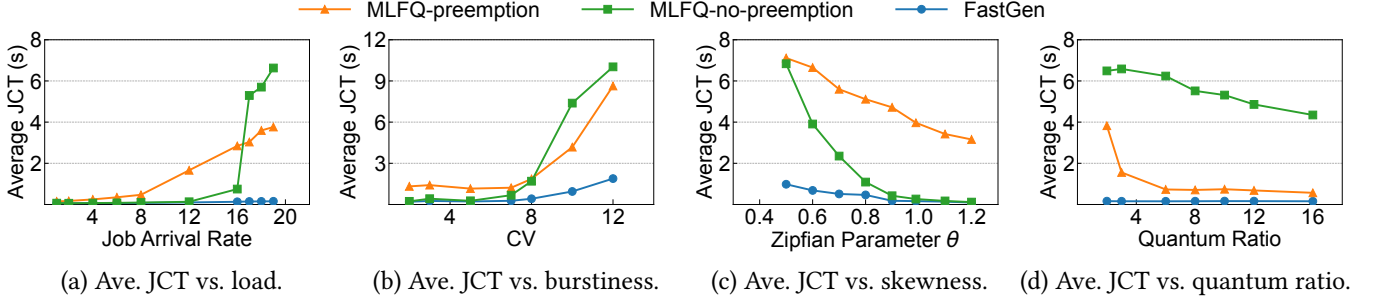 MLFQ-preemption MLFQ-no-preemption FastGen
Average JCT (s)
8
6
4
2
4 8 12 16 20
Job Arrival Rate
(a) Ave. JCT vs. load.
Average JCT (s)
12
9
6
3
4 8 12
CV
(b) Ave. JCT vs. burstiness.
Average JCT (s)
8
6
4
2
0.4 0.6 0.8 1.0 1.2
Zipfian Parameter θ
(c) Ave. JCT vs. skewness.
Average JCT (s)
8
6
4
2
4 8 12 16
Quantum Ratio
(d) Ave. JCT vs. quantum ratio.